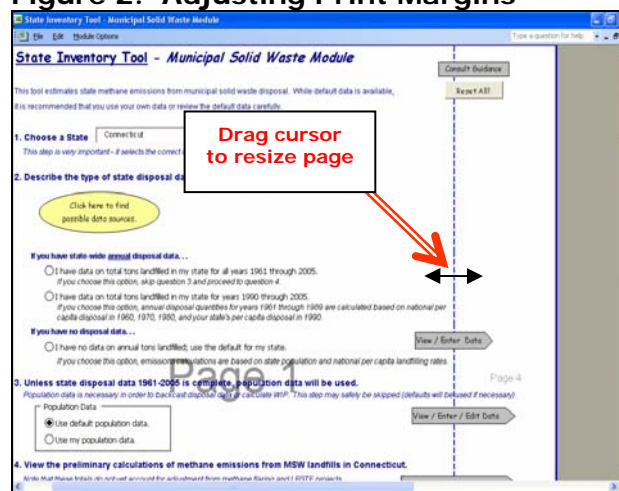 Figure 2. Adjusting Print Margins
State Inventory Tool - Municipal Solid Waste Module
File Edit Module Options
Type a question for help
State Inventory Tool - Municipal Solid Waste Module
Consult Guidance
This tool estimates state methane emissions from municipal solid waste disposal. While default data is available,
Reset All!
it is recommended that you use your own data or review the default data carefully.
Drag cursor
to resize page
1. Choose a State Connecticut
This step is very important - it selects the correct
2. Describe the type of state disposal da
Click here to find
possible data sources.
If you have state-wide annual disposal data. . .
I have data on total tons landfilled in my state for all years 1961 through 2005.
If you choose this option, skip question 3 and proceed to question 4.
I have data on total tons landfilled in my state for years 1990 through 2005.
If you choose this option, annual disposal quantities for years 1961 through 1989 are calculated based on national per
capita disposal in 1960, 1970, 1980, and your state's per capita disposal in 1990.
If you have no disposal data. . .
View / Enter Data
I have no data on annual tons landfilled; use the default for my state.
If you choose this option, emissions calculations are based on state population and national per capita landfilling rates.
Page 1
Page 4
3. Unless state disposal data 1961-2005 is complete, population data will be used.
Population data is necessary in order to backcast disposal data or calculate WIP. This step may safely be skipped (defaults will be used if necessary).
Population Data
Use default population data.
View / Enter / Edit Data
Use my population data.
4. View the preliminary calculations of methane emissions from MSW landfills in Connecticut.
Note that these totals do not yet account for adjustment from methane flaring and LFGTE projects.